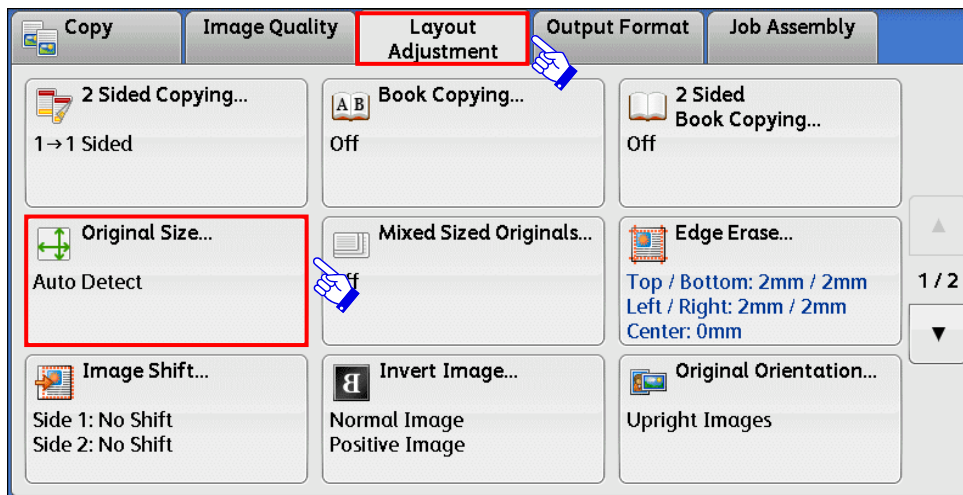 Copy
Image Quality
Layout
Adjustment
Output Format
Job Assembly
2 Sided Copying...
1→1 Sided
A B
Book Copying...
Off
2 Sided
Book Copying...
Off
Original Size...
Auto Detect
Mixed Sized Originals...
Edge Erase...
Top / Bottom: 2mm / 2mm
Left / Right: 2mm / 2mm
Center: 0mm
1 / 2
Image Shift...
Side 1: No Shift
Side 2: No Shift
Invert Image...
Normal Image
Positive Image
Original Orientation...
Upright Images